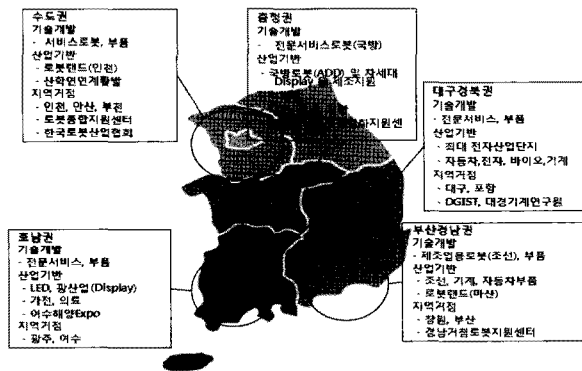 수도권
기술개발
- 서비스로봇, 부품
산업기반
- 로봇랜드(인천)
- 산학연연계활발
지역거점
- 인천, 안산, 부천
- 로봇종합지원센터
- 한국로봇산업협회
충청권
기술개발
- 전문서비스로봇(국방)
산업기반
- 국방로봇(ADD) 및 차세대
Display 용 제조지원
지원센
대구경북권
기술개발
- 전문서비스, 부품
산업기반
- 최대 전자산업단지
- 자동차,전자, 바이오,기계
지역거점
- 대구, 포항
- DGIST, 대경기계연구원
호남권
기술개발
- 전문서비스, 부품
산업기반
- LED, 광산업(Display)
- 가전, 의료
- 여수해양Expo
지역거점
- 광주, 여수
부산경남권
기술개발
- 제조업용로봇(조선), 부품
산업기반
- 조선, 기계, 자동차부품
- 로봇랜드(마산)
지역거점
- 창원, 부산
- 경남거점로봇지원센터